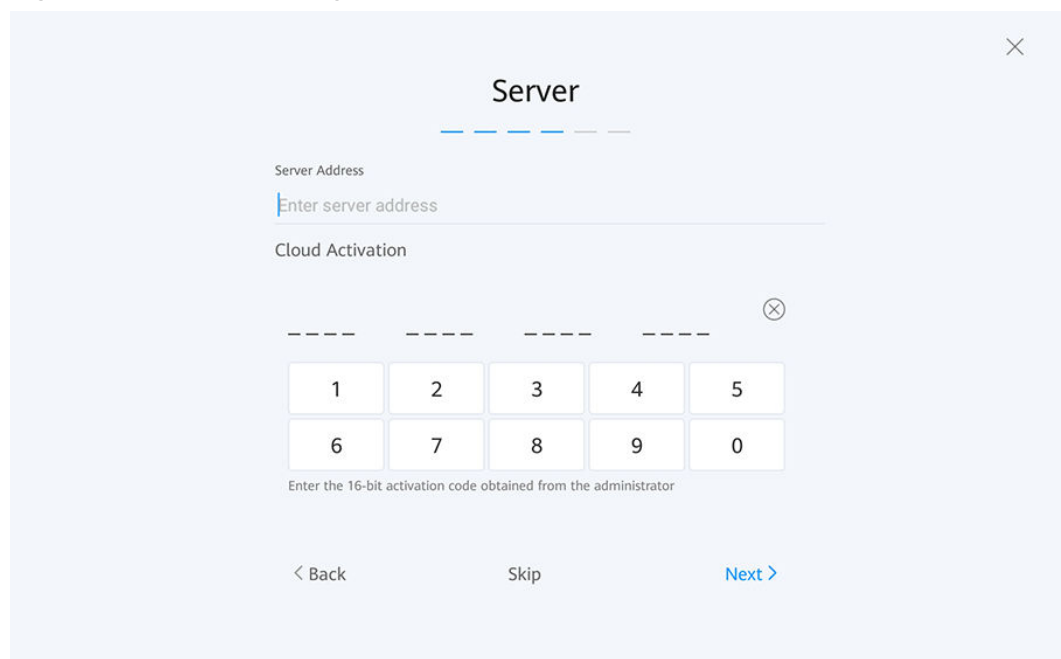 Server
Server Address
Enter server address
Cloud Activation
1 2 3 4 5
6 7 8 9 0
Enter the 16-bit activation code obtained from the administrator
Back Skip Next